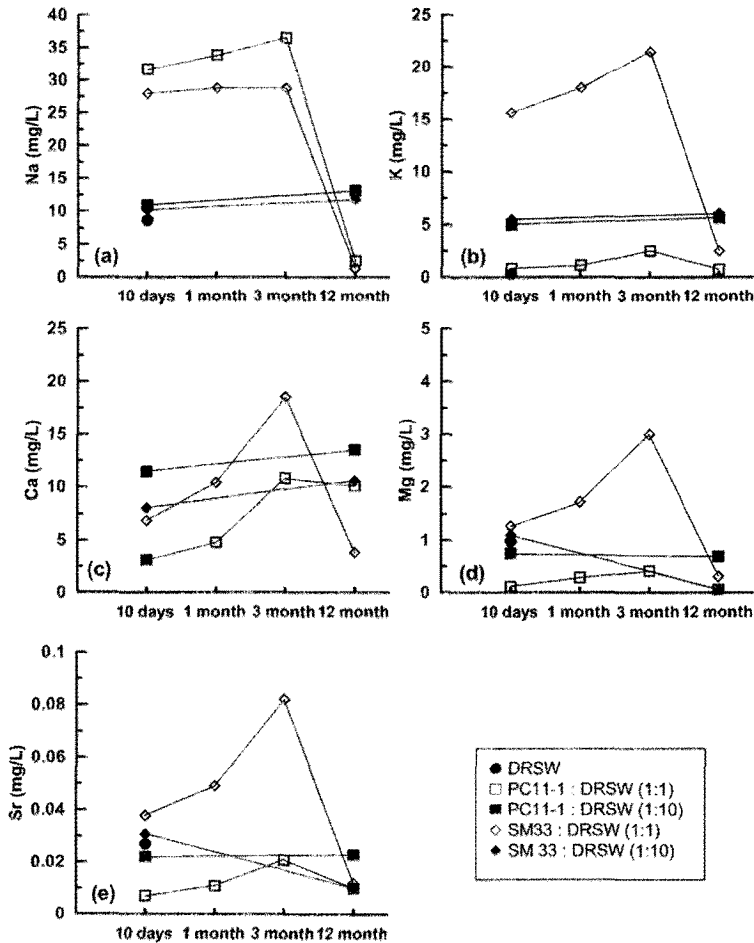 40
35
30
25
20
15
10
5
0
Na (mg/L)
(a)
10 days 1 month 3 month 12 month
25
20
15
10
5
0
K (mg/L)
(b)
10 days 1 month 3 month 12 month
25
20
15
10
5
0
Ca (mg/L)
(c)
10 days 1 month 3 month 12 month
5
4
3
2
1
0
Mg (mg/L)
(d)
10 days 1 month 3 month 12 month
0.1
0.08
0.06
0.04
0.02
0
Sr (mg/L)
(e)
10 days 1 month 3 month 12 month
DRSW
PC11-1 : DRSW (1:1)
PC11-1 : DRSW (1:10)
SM33 : DRSW (1:1)
SM 33 : DRSW (1:10)